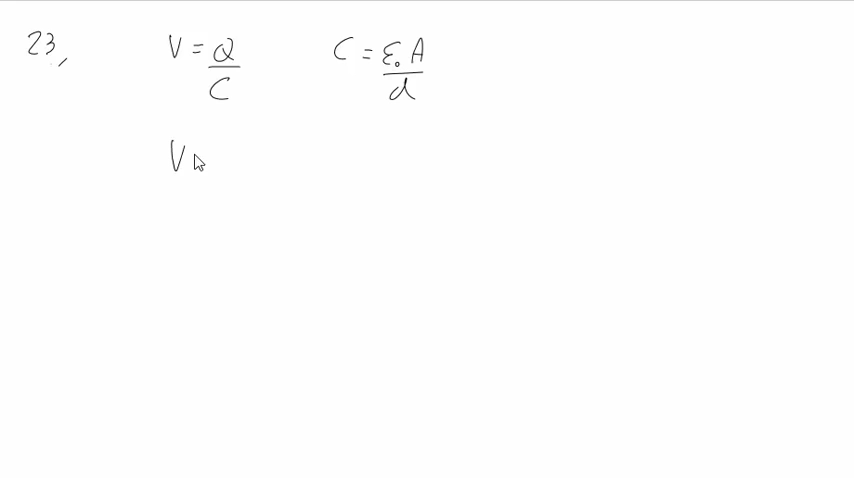 23, V = Q/C C = ε₀A/d
V